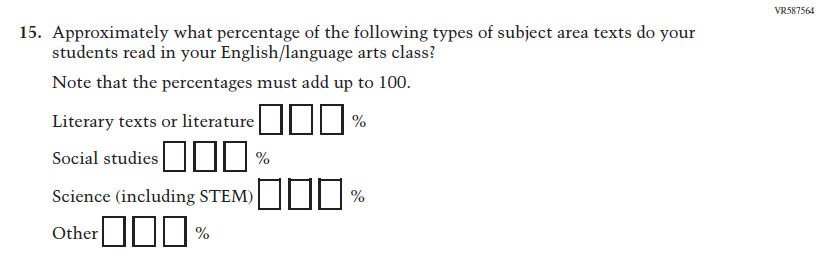 VR587564
15. Approximately what percentage of the following types of subject area texts do your
students read in your English/language arts class?
Note that the percentages must add up to 100.
Literary texts or literature %
Social studies %
Science (including STEM) %
Other %